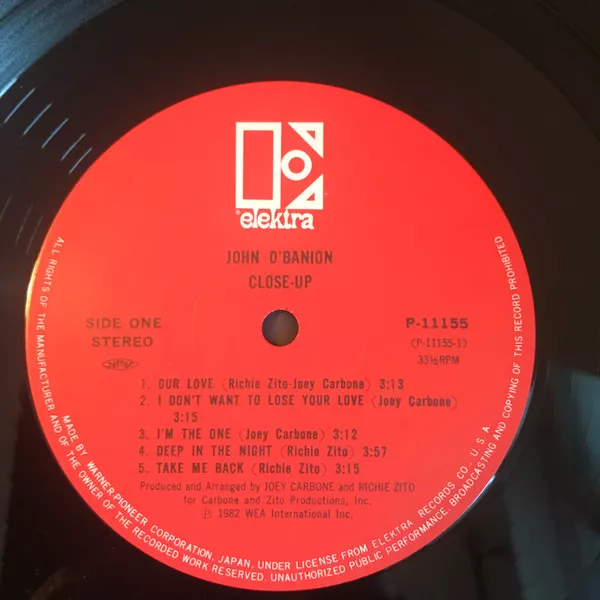 elektra
JOHN O'BANION
CLOSE-UP
SIDE ONE
STEREO
P-11155
(P-11155-1)
33⅓RPM
1. OUR LOVE (Richie Zito-Joey Carbone) 3:13
2. I DON'T WANT TO LOSE YOUR LOVE (Joey Carbone)
3:15
3. I'M THE ONE (Joey Carbone) 3:12
4. DEEP IN THE NIGHT (Richie Zito) 3:57
5. TAKE ME BACK (Richie Zito) 3:15
Produced and Arranged by JOEY CARBONE and RICHIE ZITO
for Carbone and Zito Productions, Inc.
℗ 1982 WEA International Inc.
MADE BY WARNER-PIONEER CORPORATION, JAPAN, UNDER LICENSE FROM ELEKTRA RECORDS CO., U.S.A.
ALL RIGHTS OF THE MANUFACTURER AND OF THE OWNER OF THE RECORDED WORK RESERVED. UNAUTHORIZED PUBLIC PERFORMANCE, BROADCASTING AND COPYING OF THIS RECORD PROHIBITED